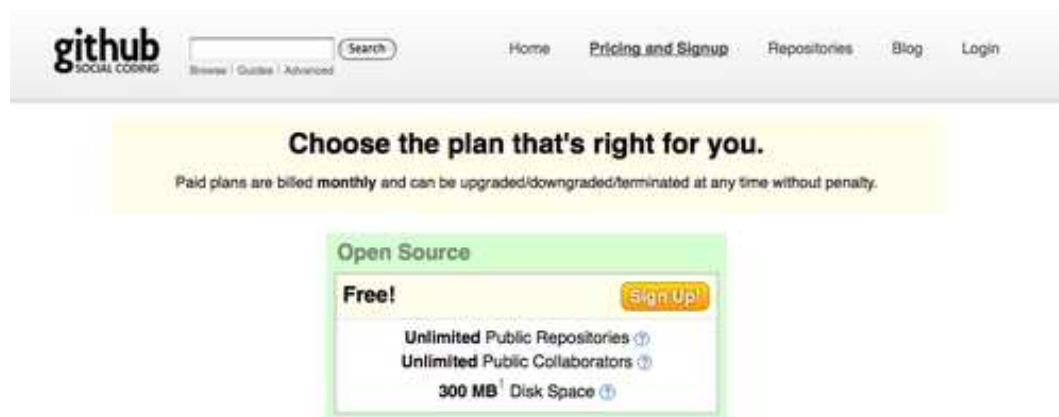 github
SOCIAL CODING
Search
Browse | Guides | Advanced
Home
Pricing and Signup
Repositories
Blog
Login
Choose the plan that's right for you.
Paid plans are billed monthly and can be upgraded/downgraded/terminated at any time without penalty.
Open Source
Free!
Sign Up!
Unlimited Public Repositories ?
Unlimited Public Collaborators ?
300 MB¹ Disk Space ?